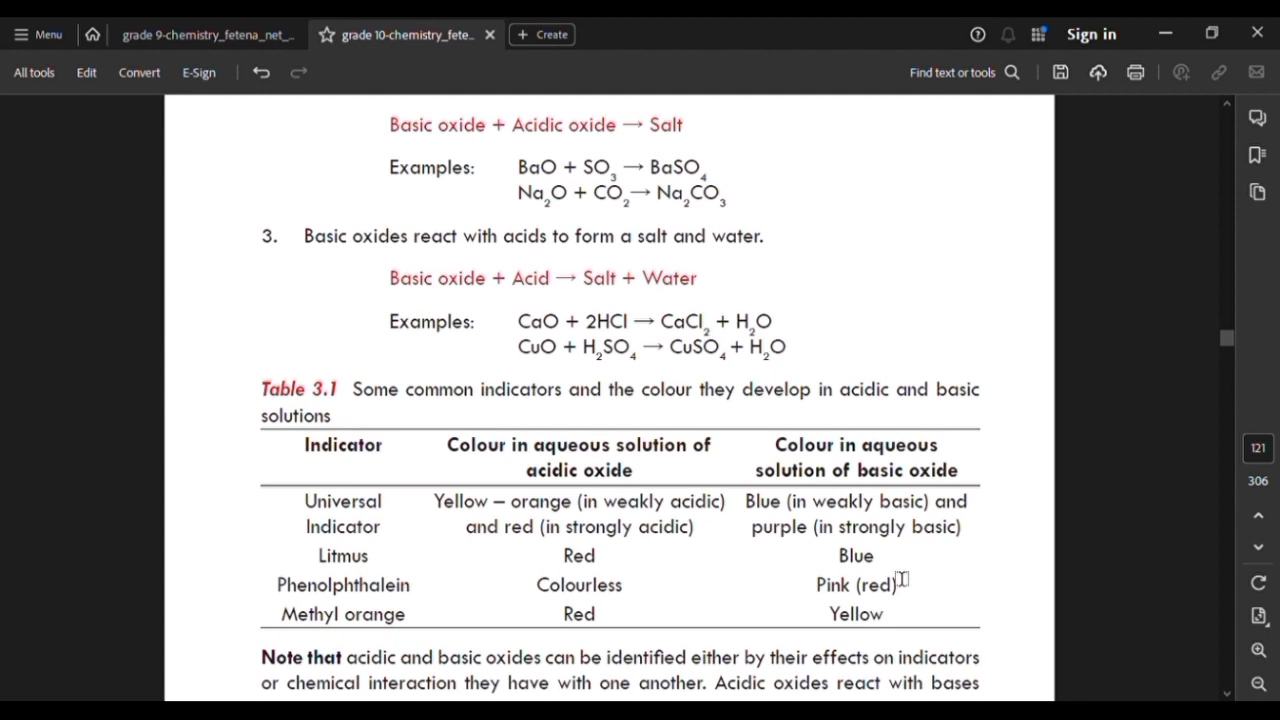 Menu
grade 9-chemistry_fetena_net_...
grade 10-chemistry_fete...
+ Create
Sign in
All tools
Edit
Convert
E-Sign
Find text or tools
Basic oxide + Acidic oxide → Salt
Examples: BaO + SO₃ → BaSO₄
Na₂O + CO₂ → Na₂CO₃
3. Basic oxides react with acids to form a salt and water.
Basic oxide + Acid → Salt + Water
Examples: CaO + 2HCl → CaCl₂ + H₂O
CuO + H₂SO₄ → CuSO₄ + H₂O
Table 3.1 Some common indicators and the colour they develop in acidic and basic
solutions
Indicator Colour in aqueous solution of Colour in aqueous
acidic oxide solution of basic oxide
Universal Yellow – orange (in weakly acidic) Blue (in weakly basic) and
Indicator and red (in strongly acidic) purple (in strongly basic)
Litmus Red Blue
Phenolphthalein Colourless Pink (red)
Methyl orange Red Yellow
Note that acidic and basic oxides can be identified either by their effects on indicators
or chemical interaction they have with one another. Acidic oxides react with bases
121
306